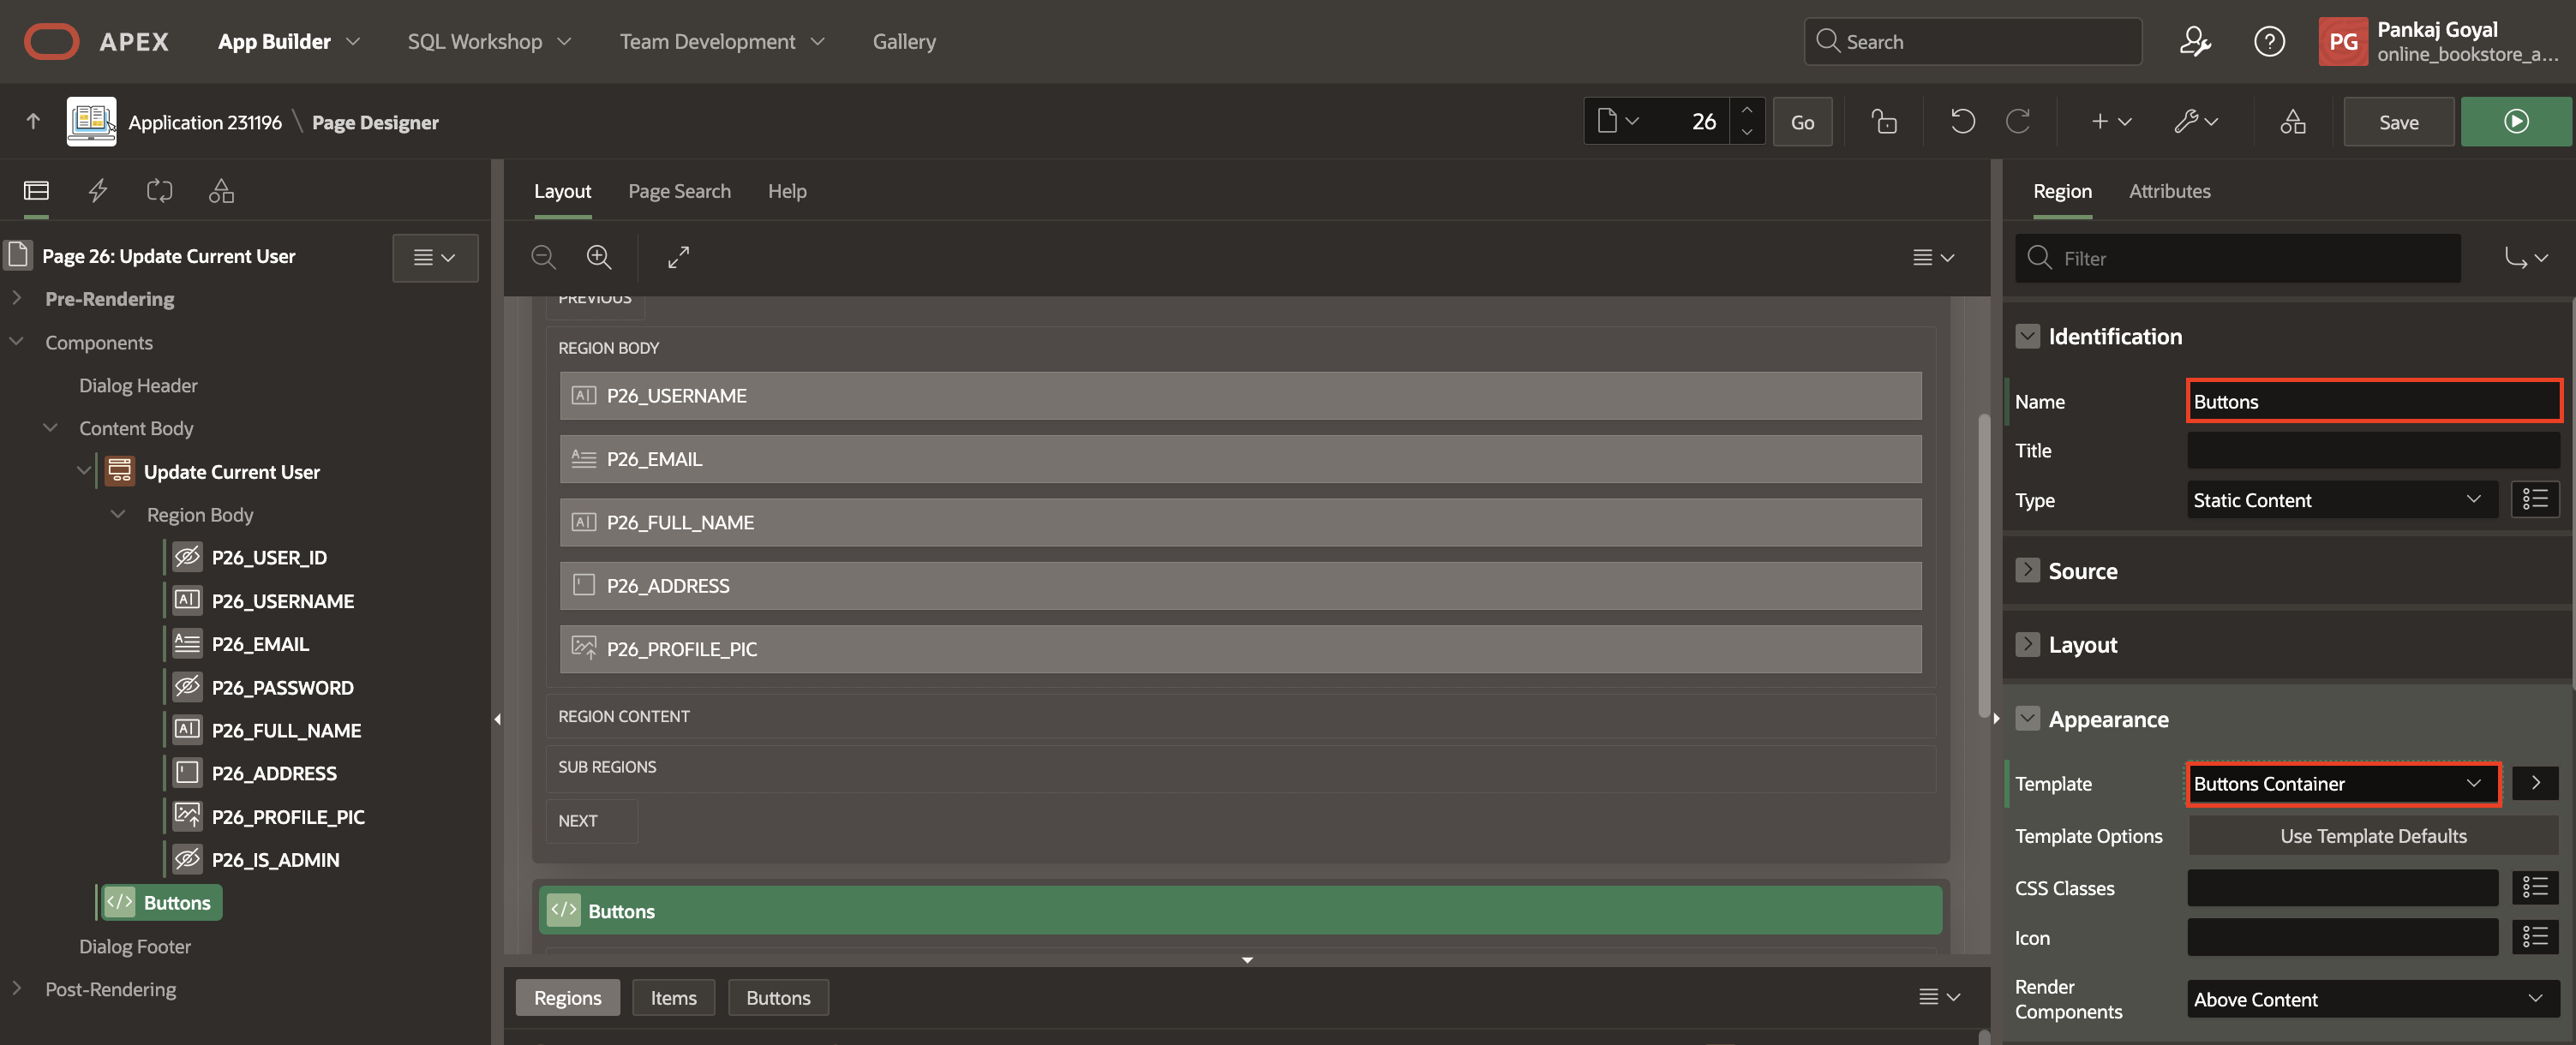 APEX App Builder SQL Workshop Team Development Gallery Search Pankaj Goyal
PG online_bookstore_a...
Application 231196 \ Page Designer 26 Go Save
Layout Page Search Help
Region Attributes
Page 26: Update Current User
Filter
Pre-Rendering
Components
Dialog Header
Content Body
Update Current User
Region Body
P26_USER_ID
P26_USERNAME
P26_EMAIL
P26_PASSWORD
P26_FULL_NAME
P26_ADDRESS
P26_PROFILE_PIC
P26_IS_ADMIN
Buttons
Dialog Footer
Post-Rendering
PREVIOUS
REGION BODY
P26_USERNAME
P26_EMAIL
P26_FULL_NAME
P26_ADDRESS
P26_PROFILE_PIC
REGION CONTENT
SUB REGIONS
NEXT
Buttons
Regions Items Buttons
Identification
Name Buttons
Title
Type Static Content
Source
Layout
Appearance
Template Buttons Container
Template Options Use Template Defaults
CSS Classes
Icon
Render
Components Above Content